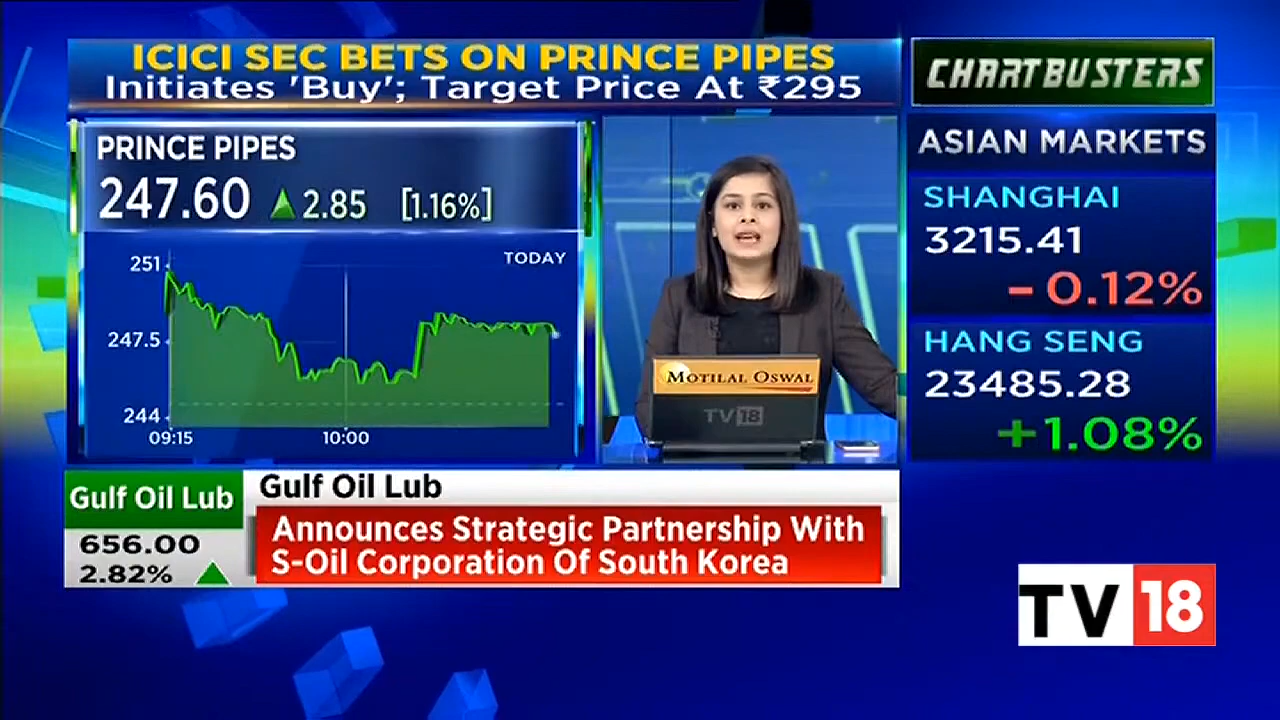 ICICI SEC BETS ON PRINCE PIPES
Initiates 'Buy'; Target Price At ₹295
CHARTBUSTERS
PRINCE PIPES
247.60 ▲ 2.85 [1.16%]
TODAY
251
247.5
244
09:15 10:00
MOTILAL OSWAL
TV18
ASIAN MARKETS
SHANGHAI
3215.41
- 0.12%
HANG SENG
23485.28
+1.08%
Gulf Oil Lub
656.00
2.82% ▲
Gulf Oil Lub
Announces Strategic Partnership With
S-Oil Corporation Of South Korea
TV18